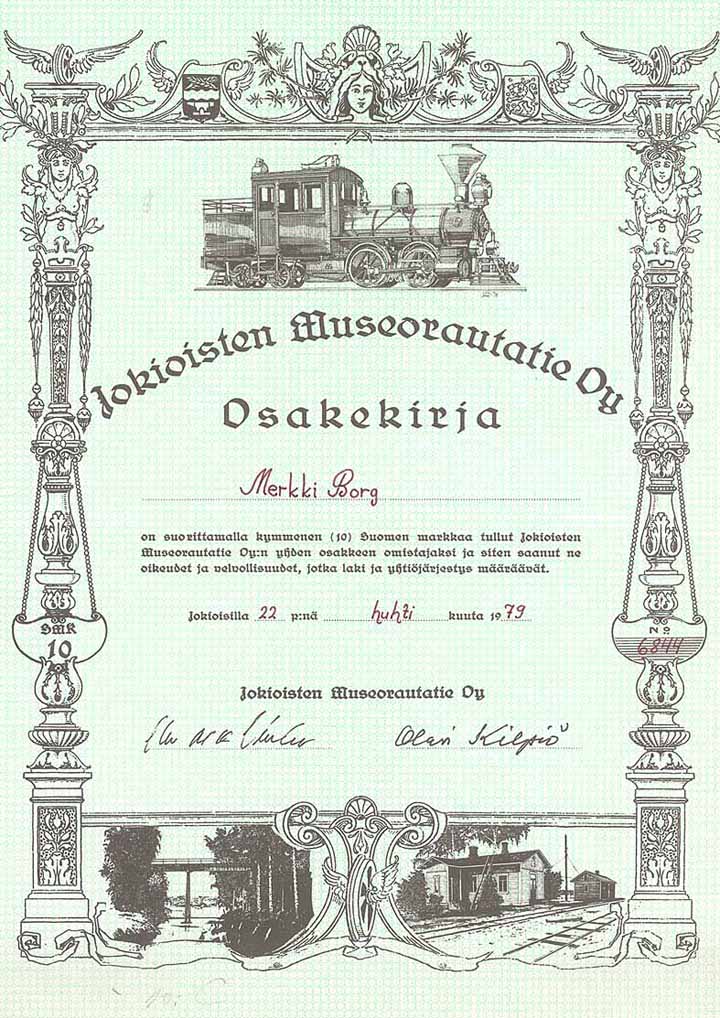 Jokioisten Museorautatie Oy
Osakekirja
Merkki Borg
on suorittamalla kymmenen (10) Suomen markkaa tullut Jokioisten
Museorautatie Oy:n yhden osakkeen omistajaksi ja siten saanut ne
oikeudet ja velvollisuudet, jotka laki ja yhtiöjärjestys määräävät.
Jokioisilla 22 p:nä huhti kuuta 1979
SMK
10
No
6844
Jokioisten Museorautatie Oy
Olavi Kilpiö